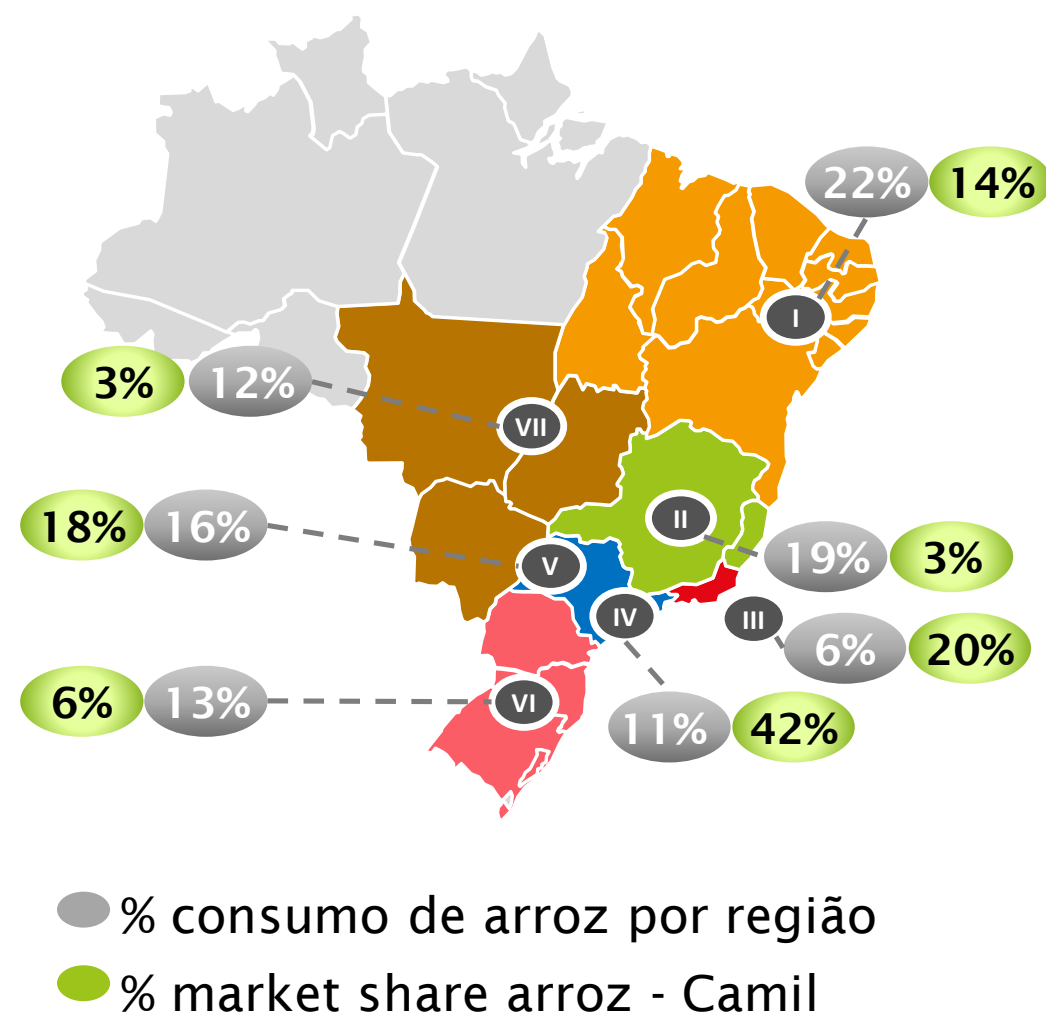 22% 14%
I
3% 12%
VII
18% 16%
II
V
19% 3%
IV
III
6% 20%
6% 13%
VI
11% 42%
% consumo de arroz por região
% market share arroz - Camil